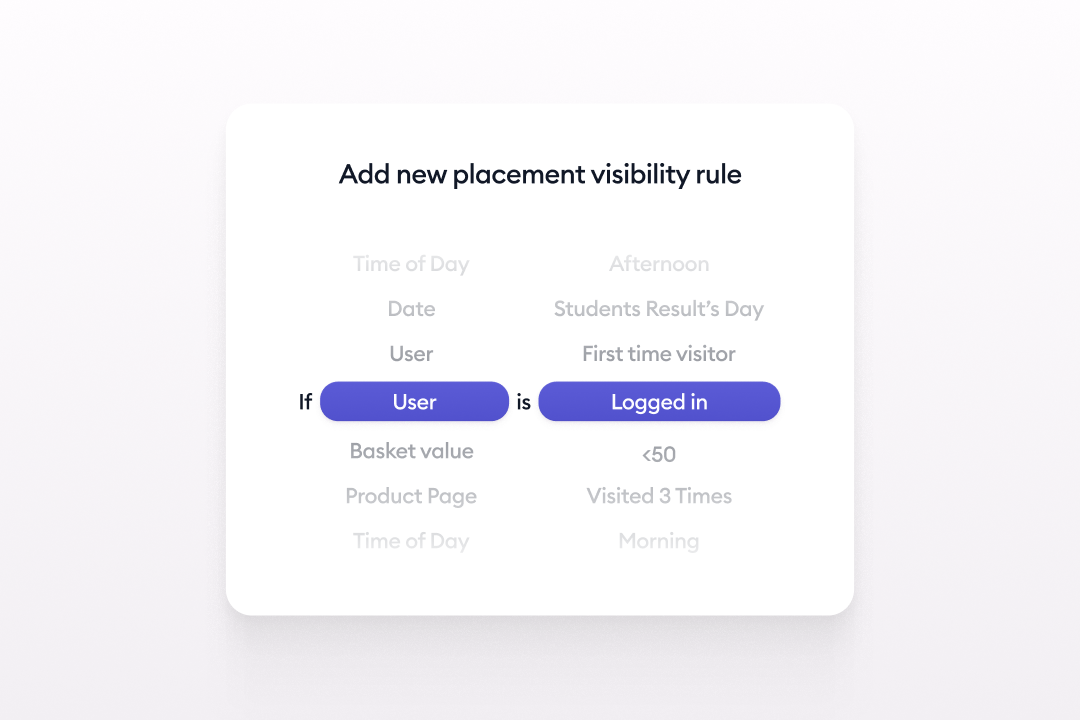 Add new placement visibility rule
Time of Day Afternoon
Date Students Result’s Day
User First time visitor
If User is Logged in
Basket value <50
Product Page Visited 3 Times
Time of Day Morning